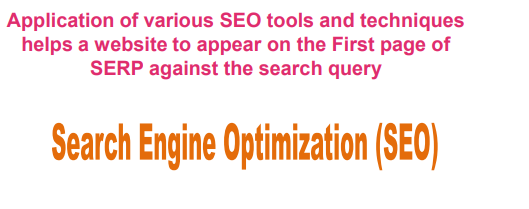 Application of various SEO tools and techniques
helps a website to appear on the First page of
SERP against the search query
Search Engine Optimization (SEO)